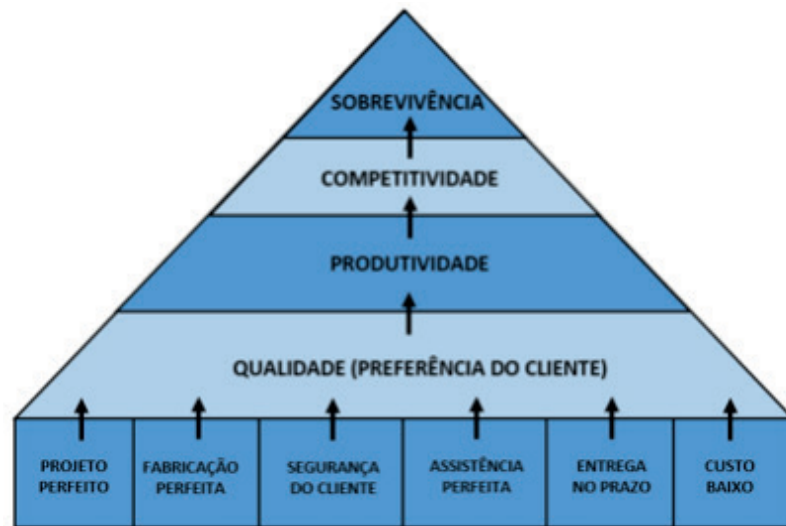 SOBREVIVÊNCIA
COMPETITIVIDADE
PRODUTIVIDADE
QUALIDADE (PREFERÊNCIA DO CLIENTE)
PROJETO
PERFEITO
FABRICAÇÃO
PERFEITA
SEGURANÇA
DO CLIENTE
ASSISTÊNCIA
PERFEITA
ENTREGA
NO PRAZO
CUSTO
BAIXO